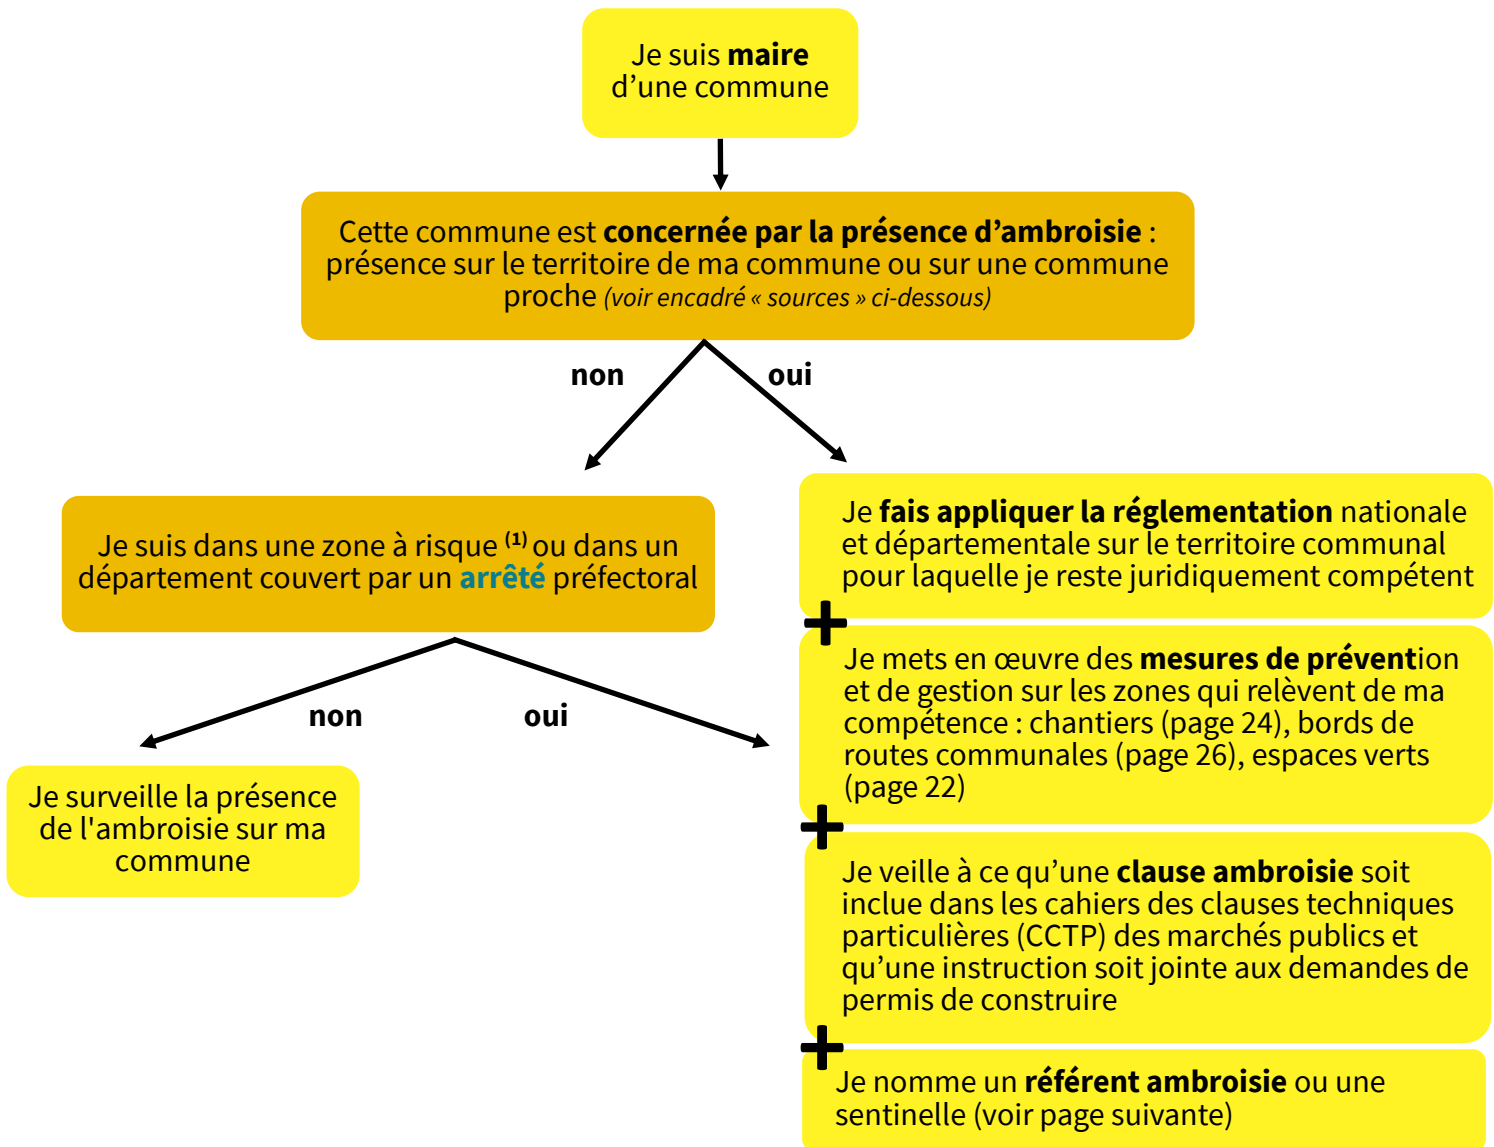 Je suis maire
d’une commune
Cette commune est concernée par la présence d’ambroisie :
présence sur le territoire de ma commune ou sur une commune
proche (voir encadré « sources » ci-dessous)
non
oui
Je suis dans une zone à risque (1) ou dans un
département couvert par un arrêté préfectoral
non
oui
Je surveille la présence
de l'ambroisie sur ma
commune
Je fais appliquer la réglementation nationale
et départementale sur le territoire communal
pour laquelle je reste juridiquement compétent
+
Je mets en œuvre des mesures de prévention
et de gestion sur les zones qui relèvent de ma
compétence : chantiers (page 24), bords de
routes communales (page 26), espaces verts
(page 22)
+
Je veille à ce qu’une clause ambroisie soit
inclue dans les cahiers des clauses techniques
particulières (CCTP) des marchés publics et
qu’une instruction soit jointe aux demandes de
permis de construire
+
Je nomme un référent ambroisie ou une
sentinelle (voir page suivante)